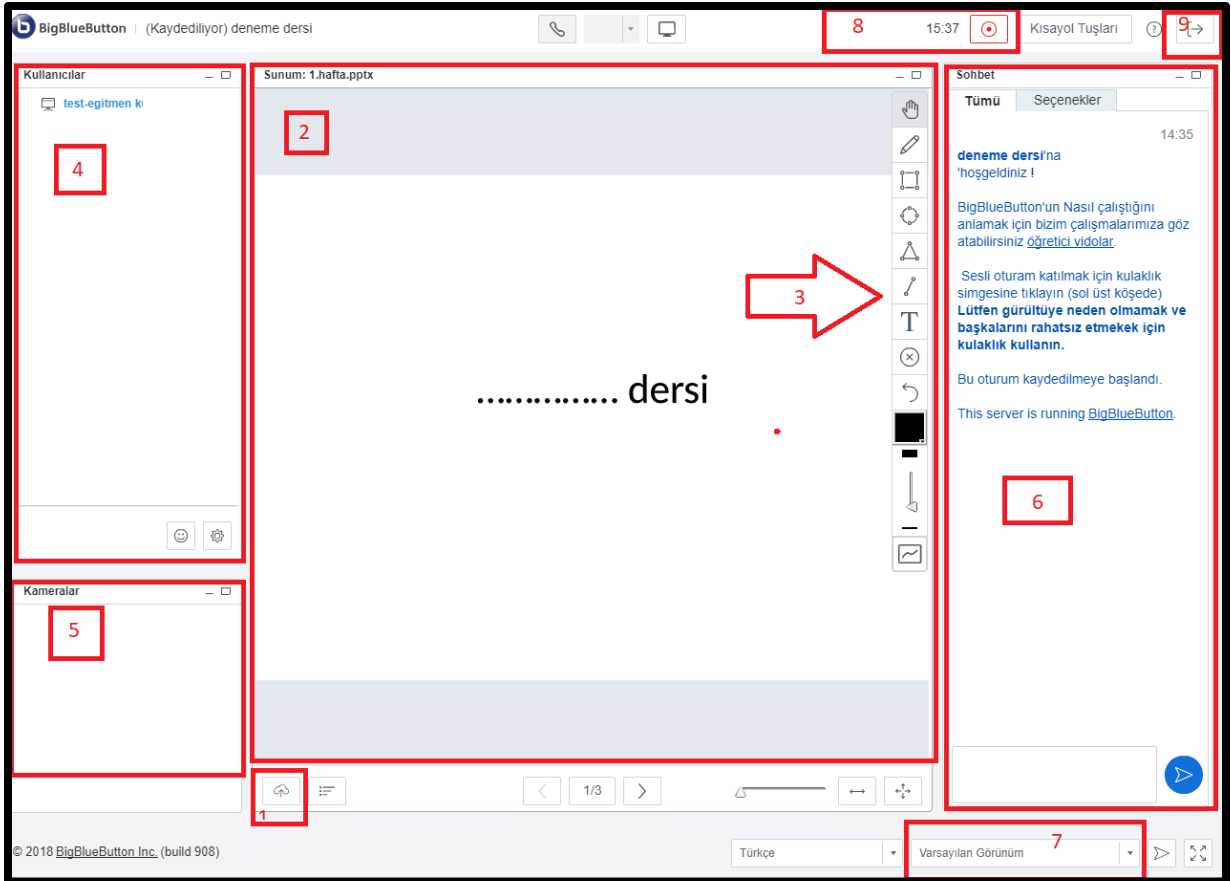 BigBlueButton (Kaydediliyor) deneme dersi
8
15:37
Kısayol Tuşları
?
9
Kullanıcılar
test-egitmen kı
4
Kameralar
5
Sunum: 1.hafta.pptx
2
3
T
............... dersi
1
1/3
Sohbet
Tümü
Seçenekler
14:35
deneme dersi'na
'hoşgeldiniz !
BigBlueButton'un Nasıl çalıştığını
anlamak için bizim çalışmalarımıza göz
atabilirsiniz öğretici vidolar.
Sesli oturam katılmak için kulaklık
simgesine tıklayın (sol üst köşede)
Lütfen gürültüye neden olmamak ve
başkalarını rahatsız etmekek için
kulaklık kullanın.
Bu oturum kaydedilmeye başlandı.
This server is running BigBlueButton.
6
© 2018 BigBlueButton Inc. (build 908)
Türkçe
Varsayılan Görünüm
7